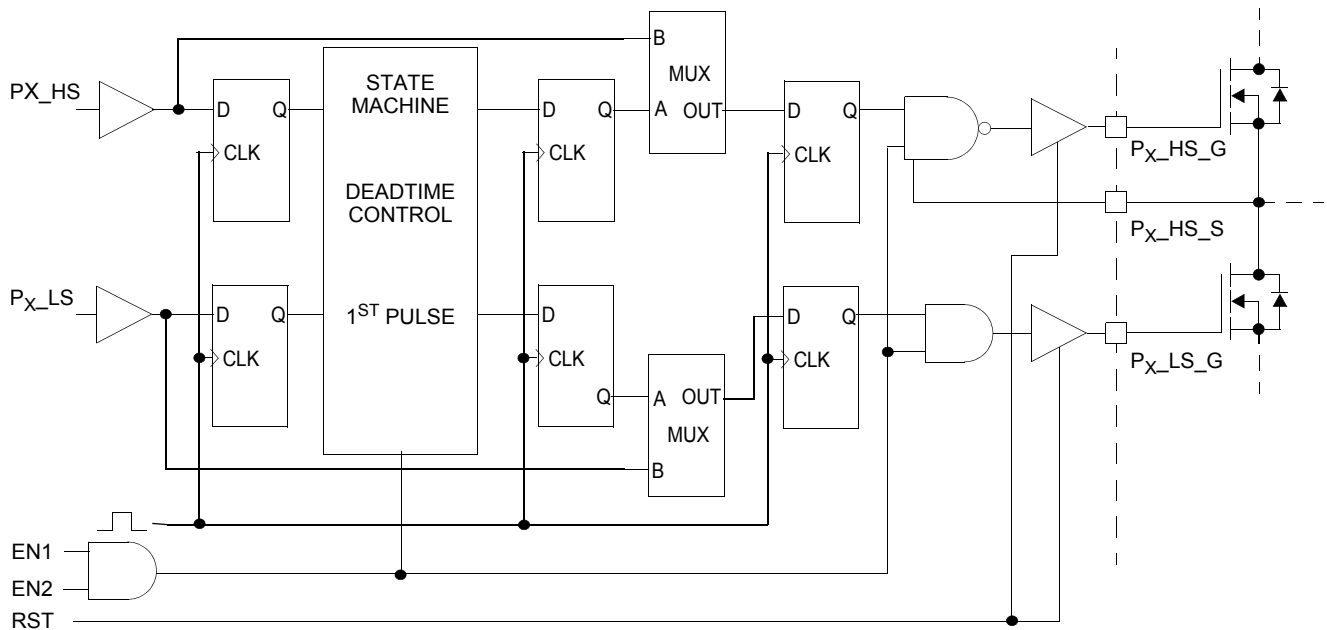 PX_HS
D Q
CLK
STATE
MACHINE
DEADTIME
CONTROL
1ST PULSE
D Q
CLK
B
MUX
A
OUT
D Q
CLK
PX_HS_G
PX_HS_S
PX_LS
D Q
CLK
D
CLK
Q
A OUT
MUX
B
D Q
CLK
PX_LS_G
EN1
EN2
RST